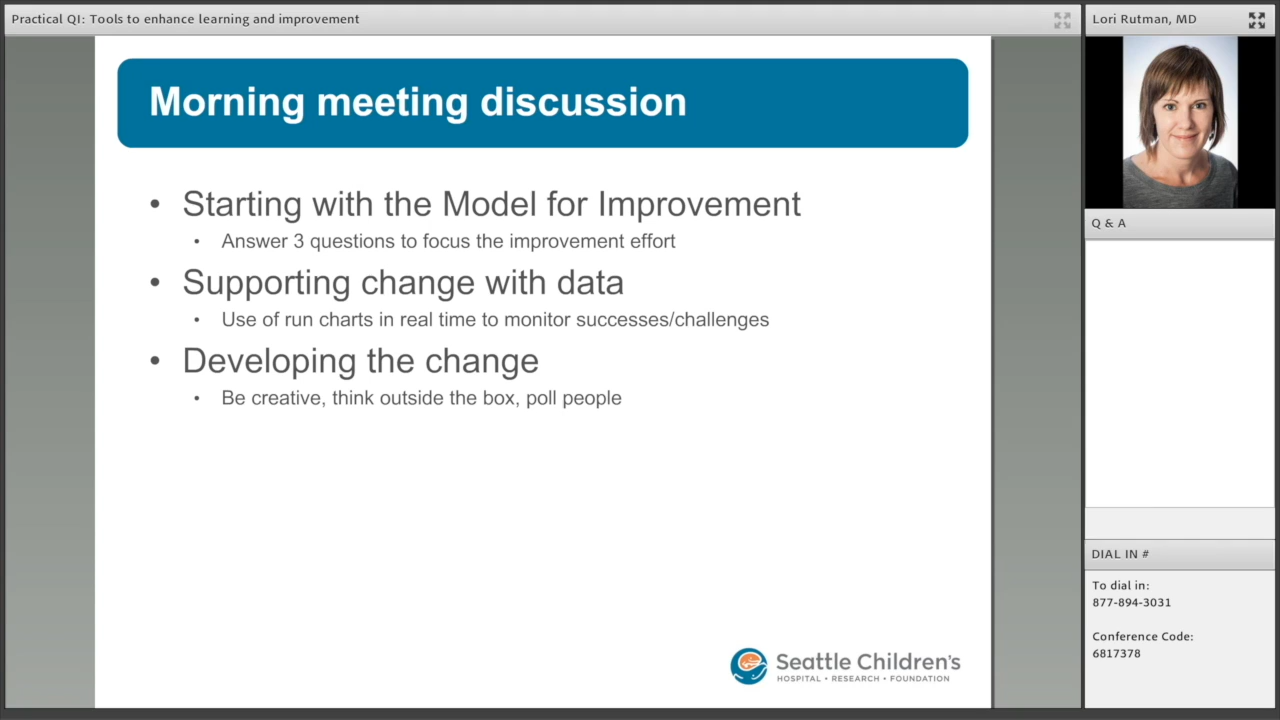 Practical QI: Tools to enhance learning and improvement
Lori Rutman, MD
Morning meeting discussion
• Starting with the Model for Improvement
• Answer 3 questions to focus the improvement effort
• Supporting change with data
• Use of run charts in real time to monitor successes/challenges
• Developing the change
• Be creative, think outside the box, poll people
Seattle Children's
HOSPITAL • RESEARCH • FOUNDATION
Q & A
DIAL IN #
To dial in:
877-894-3031
Conference Code:
6817378